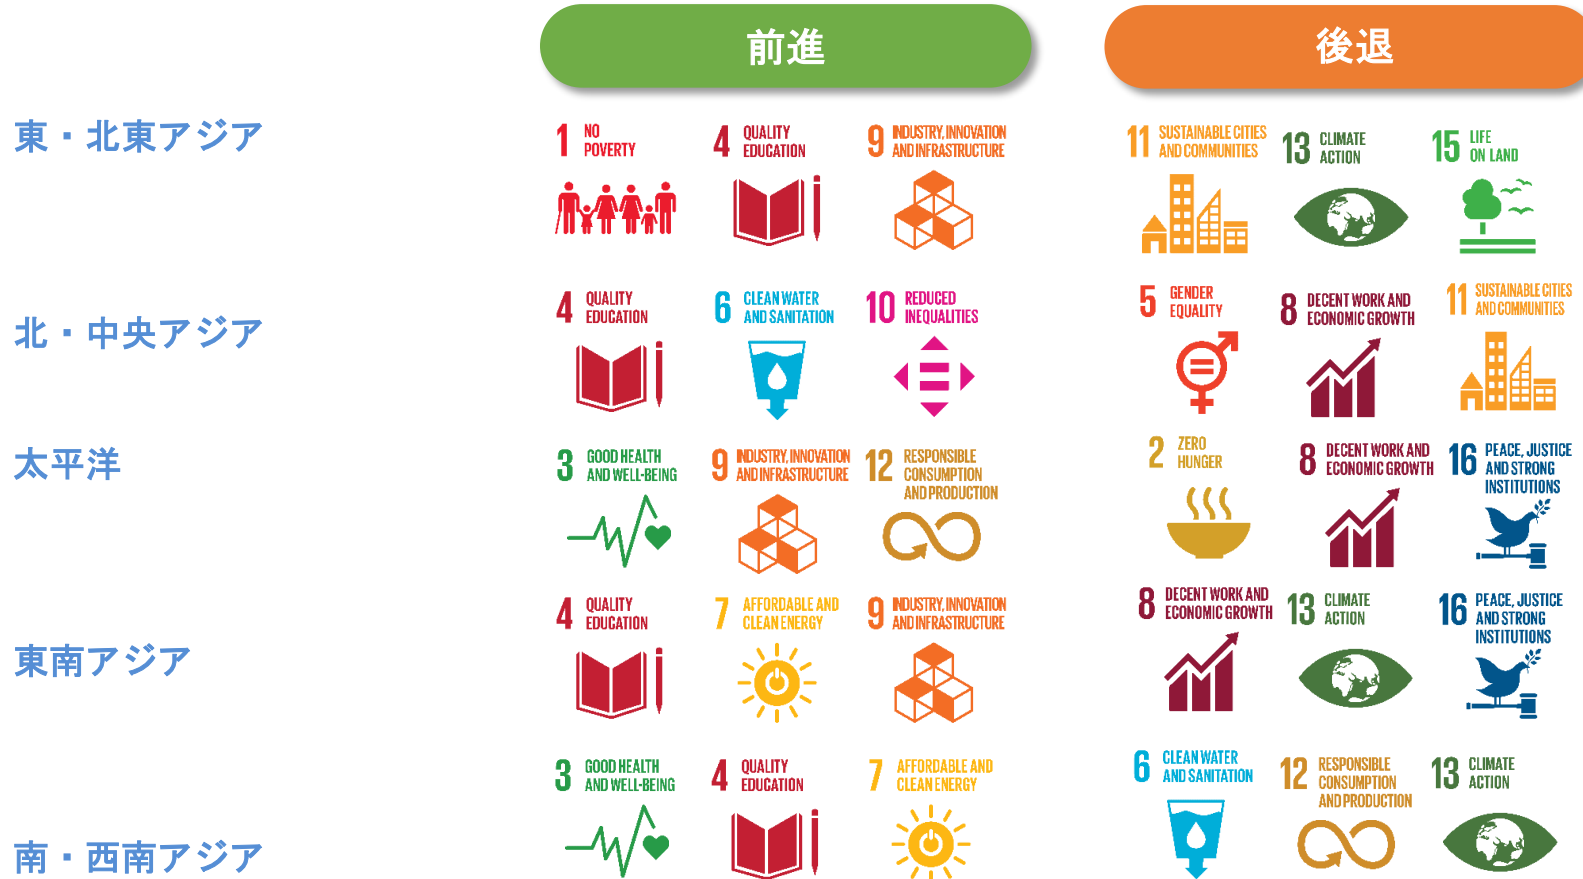 前進
後退
東・北東アジア
1 NO POVERTY
4 QUALITY EDUCATION
9 INDUSTRY, INNOVATION AND INFRASTRUCTURE
11 SUSTAINABLE CITIES AND COMMUNITIES
13 CLIMATE ACTION
15 LIFE ON LAND
北・中央アジア
4 QUALITY EDUCATION
6 CLEAN WATER AND SANITATION
10 REDUCED INEQUALITIES
5 GENDER EQUALITY
8 DECENT WORK AND ECONOMIC GROWTH
11 SUSTAINABLE CITIES AND COMMUNITIES
太平洋
3 GOOD HEALTH AND WELL-BEING
9 INDUSTRY, INNOVATION AND INFRASTRUCTURE
12 RESPONSIBLE CONSUMPTION AND PRODUCTION
2 ZERO HUNGER
8 DECENT WORK AND ECONOMIC GROWTH
16 PEACE, JUSTICE AND STRONG INSTITUTIONS
東南アジア
4 QUALITY EDUCATION
7 AFFORDABLE AND CLEAN ENERGY
9 INDUSTRY, INNOVATION AND INFRASTRUCTURE
8 DECENT WORK AND ECONOMIC GROWTH
13 CLIMATE ACTION
16 PEACE, JUSTICE AND STRONG INSTITUTIONS
南・西南アジア
3 GOOD HEALTH AND WELL-BEING
4 QUALITY EDUCATION
7 AFFORDABLE AND CLEAN ENERGY
6 CLEAN WATER AND SANITATION
12 RESPONSIBLE CONSUMPTION AND PRODUCTION
13 CLIMATE ACTION